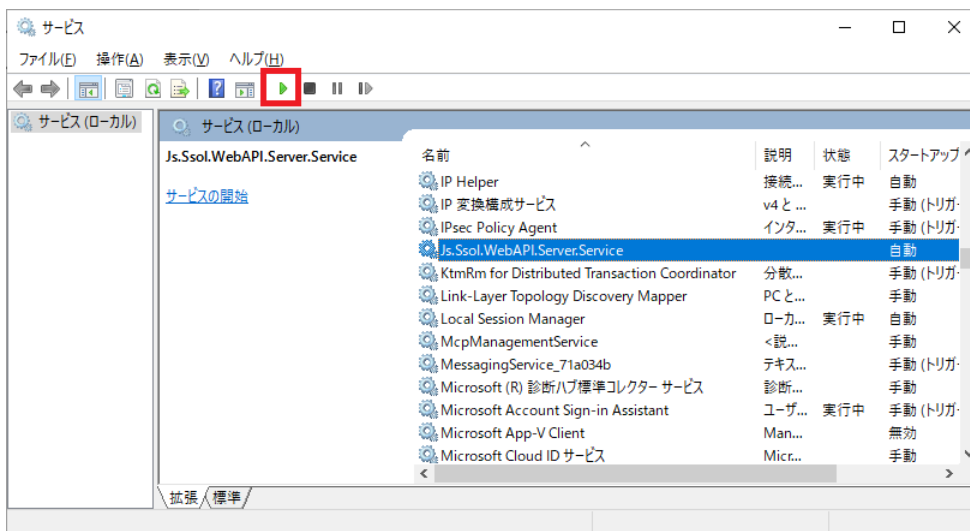 サービス
ファイル(F) 操作(A) 表示(V) ヘルプ(H)
サービス (ローカル)
サービス (ローカル)
Js.Ssol.WebAPI.Server.Service
サービスの開始
名前 説明 状態 スタートアップ
IP Helper 接続... 実行中 自動
IP 変換構成サービス v4 と ... 手動 (トリガー
IPsec Policy Agent インタ... 実行中 手動 (トリガー
Js.Ssol.WebAPI.Server.Service 自動
KtmRm for Distributed Transaction Coordinator 分散... 手動 (トリガー
Link-Layer Topology Discovery Mapper PC と... 手動
Local Session Manager ローカ... 実行中 自動
McpManagementService <説... 手動
MessagingService_71a034b テキス... 手動 (トリガー
Microsoft (R) 診断ハブ標準コレクター サービス 診断... 手動
Microsoft Account Sign-in Assistant ユーザ... 実行中 手動 (トリガー
Microsoft App-V Client Man... 無効
Microsoft Cloud ID サービス Micr... 手動
拡張 標準